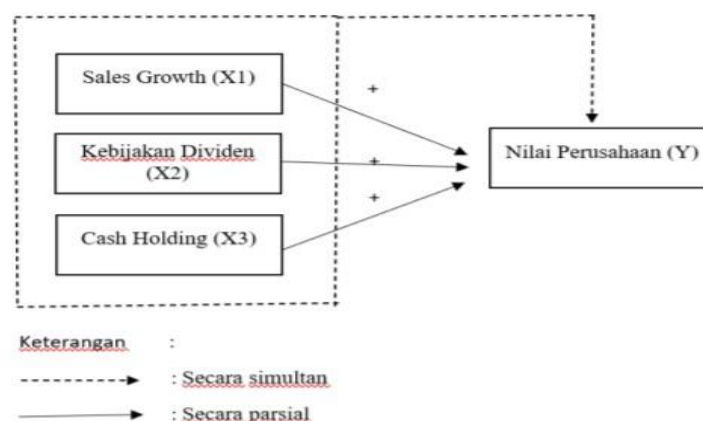 Sales Growth (X1)
+
Kebijakan Dividen
(X2)
+
Nilai Perusahaan (Y)
+
Cash Holding (X3)
Keterangan :
: Secara simultan
: Secara parsial